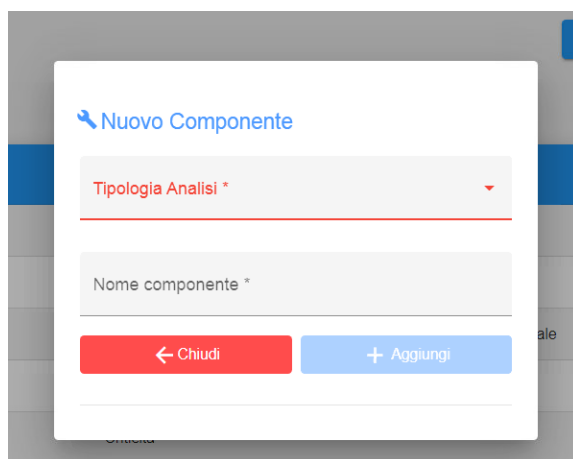 Nuovo Componente
Tipologia Analisi *
Nome componente *
ale
Chiudi
Aggiungi